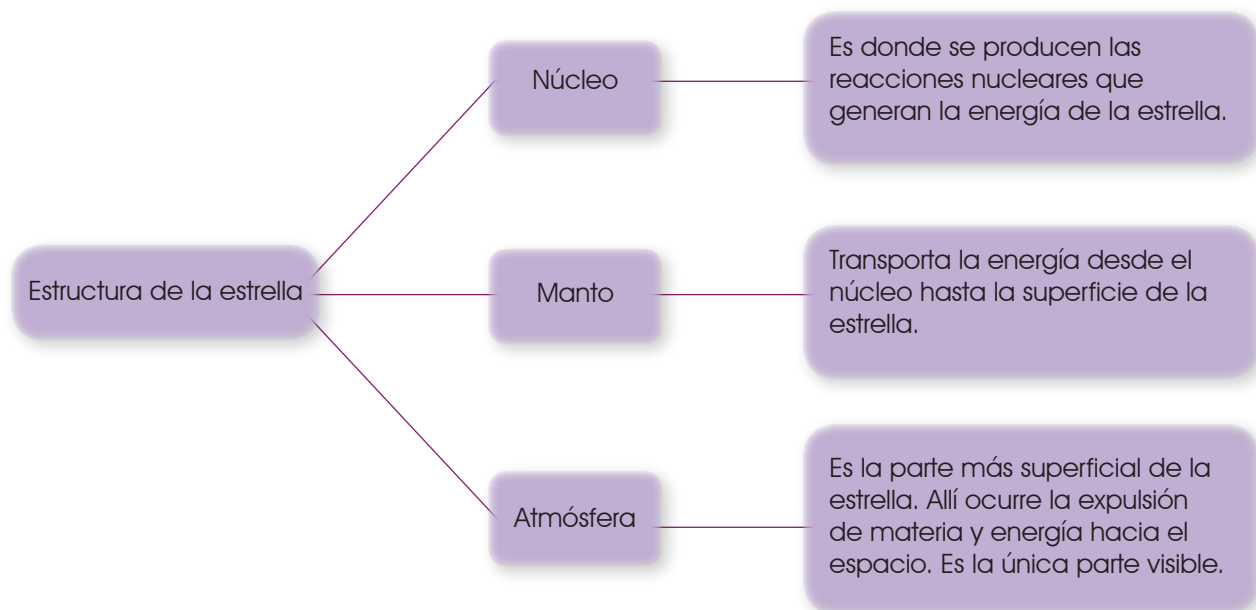 Núcleo
Es donde se producen las
reacciones nucleares que
generan la energía de la estrella.
Estructura de la estrella
Manto
Transporta la energía desde el
núcleo hasta la superficie de la
estrella.
Atmósfera
Es la parte más superficial de la
estrella. Allí ocurre la expulsión
de materia y energía hacia el
espacio. Es la única parte visible.